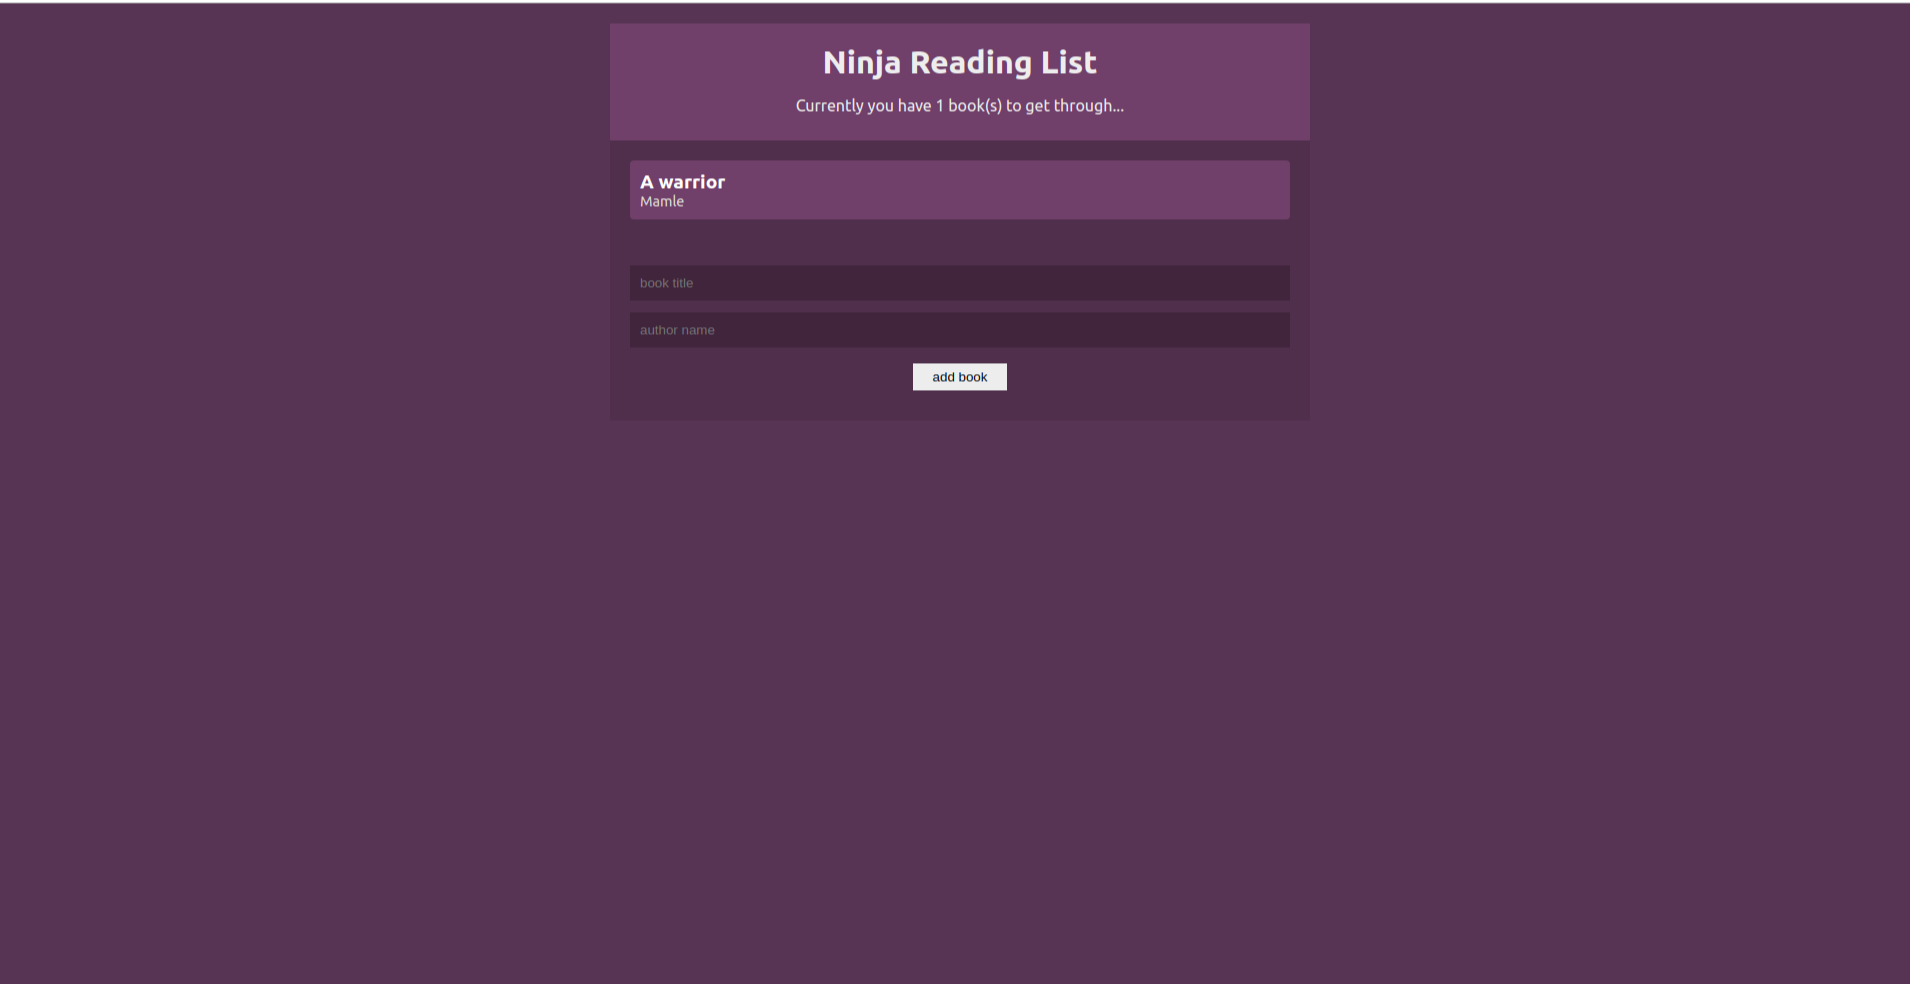 Ninja Reading List
Currently you have 1 book(s) to get through...
A warrior
Mamle
book title
author name
add book